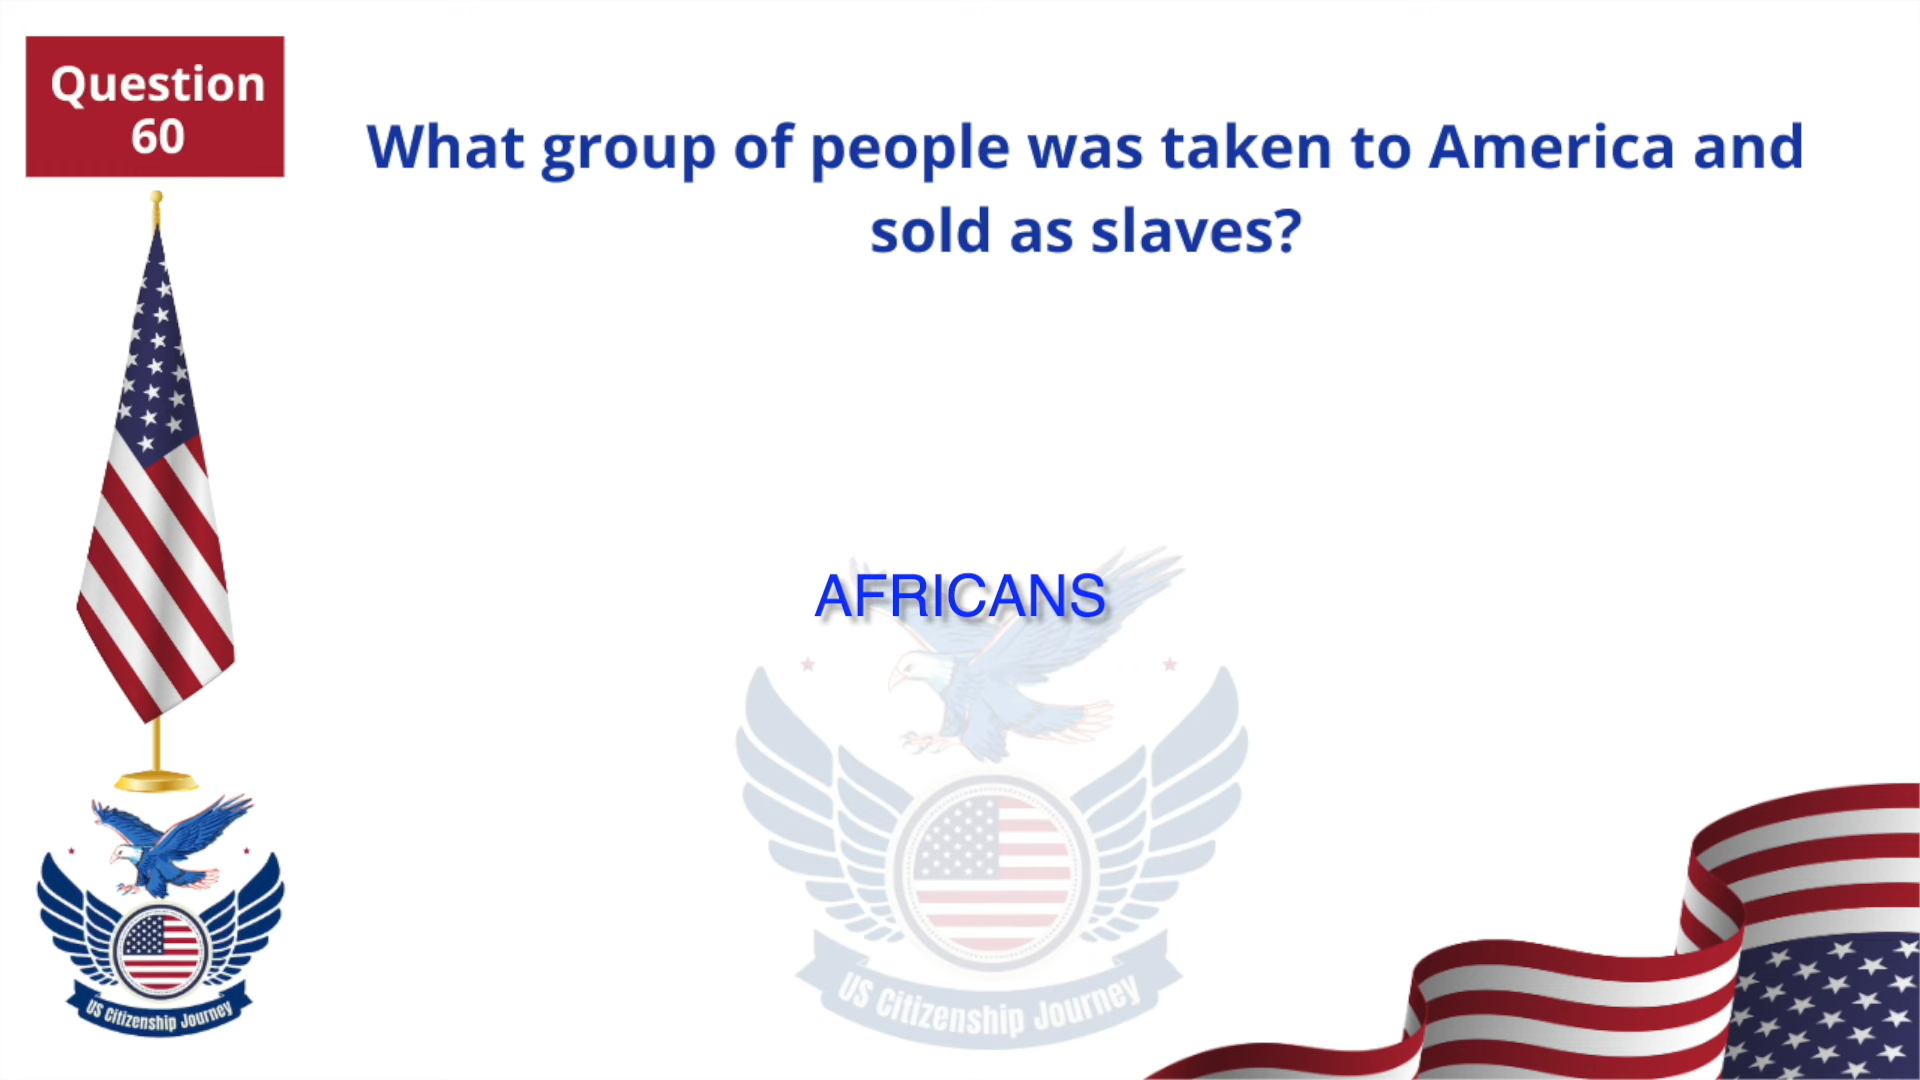 Question
60
What group of people was taken to America and
sold as slaves?
AFRICANS
US Citizenship Journey
US Citizenship Journey